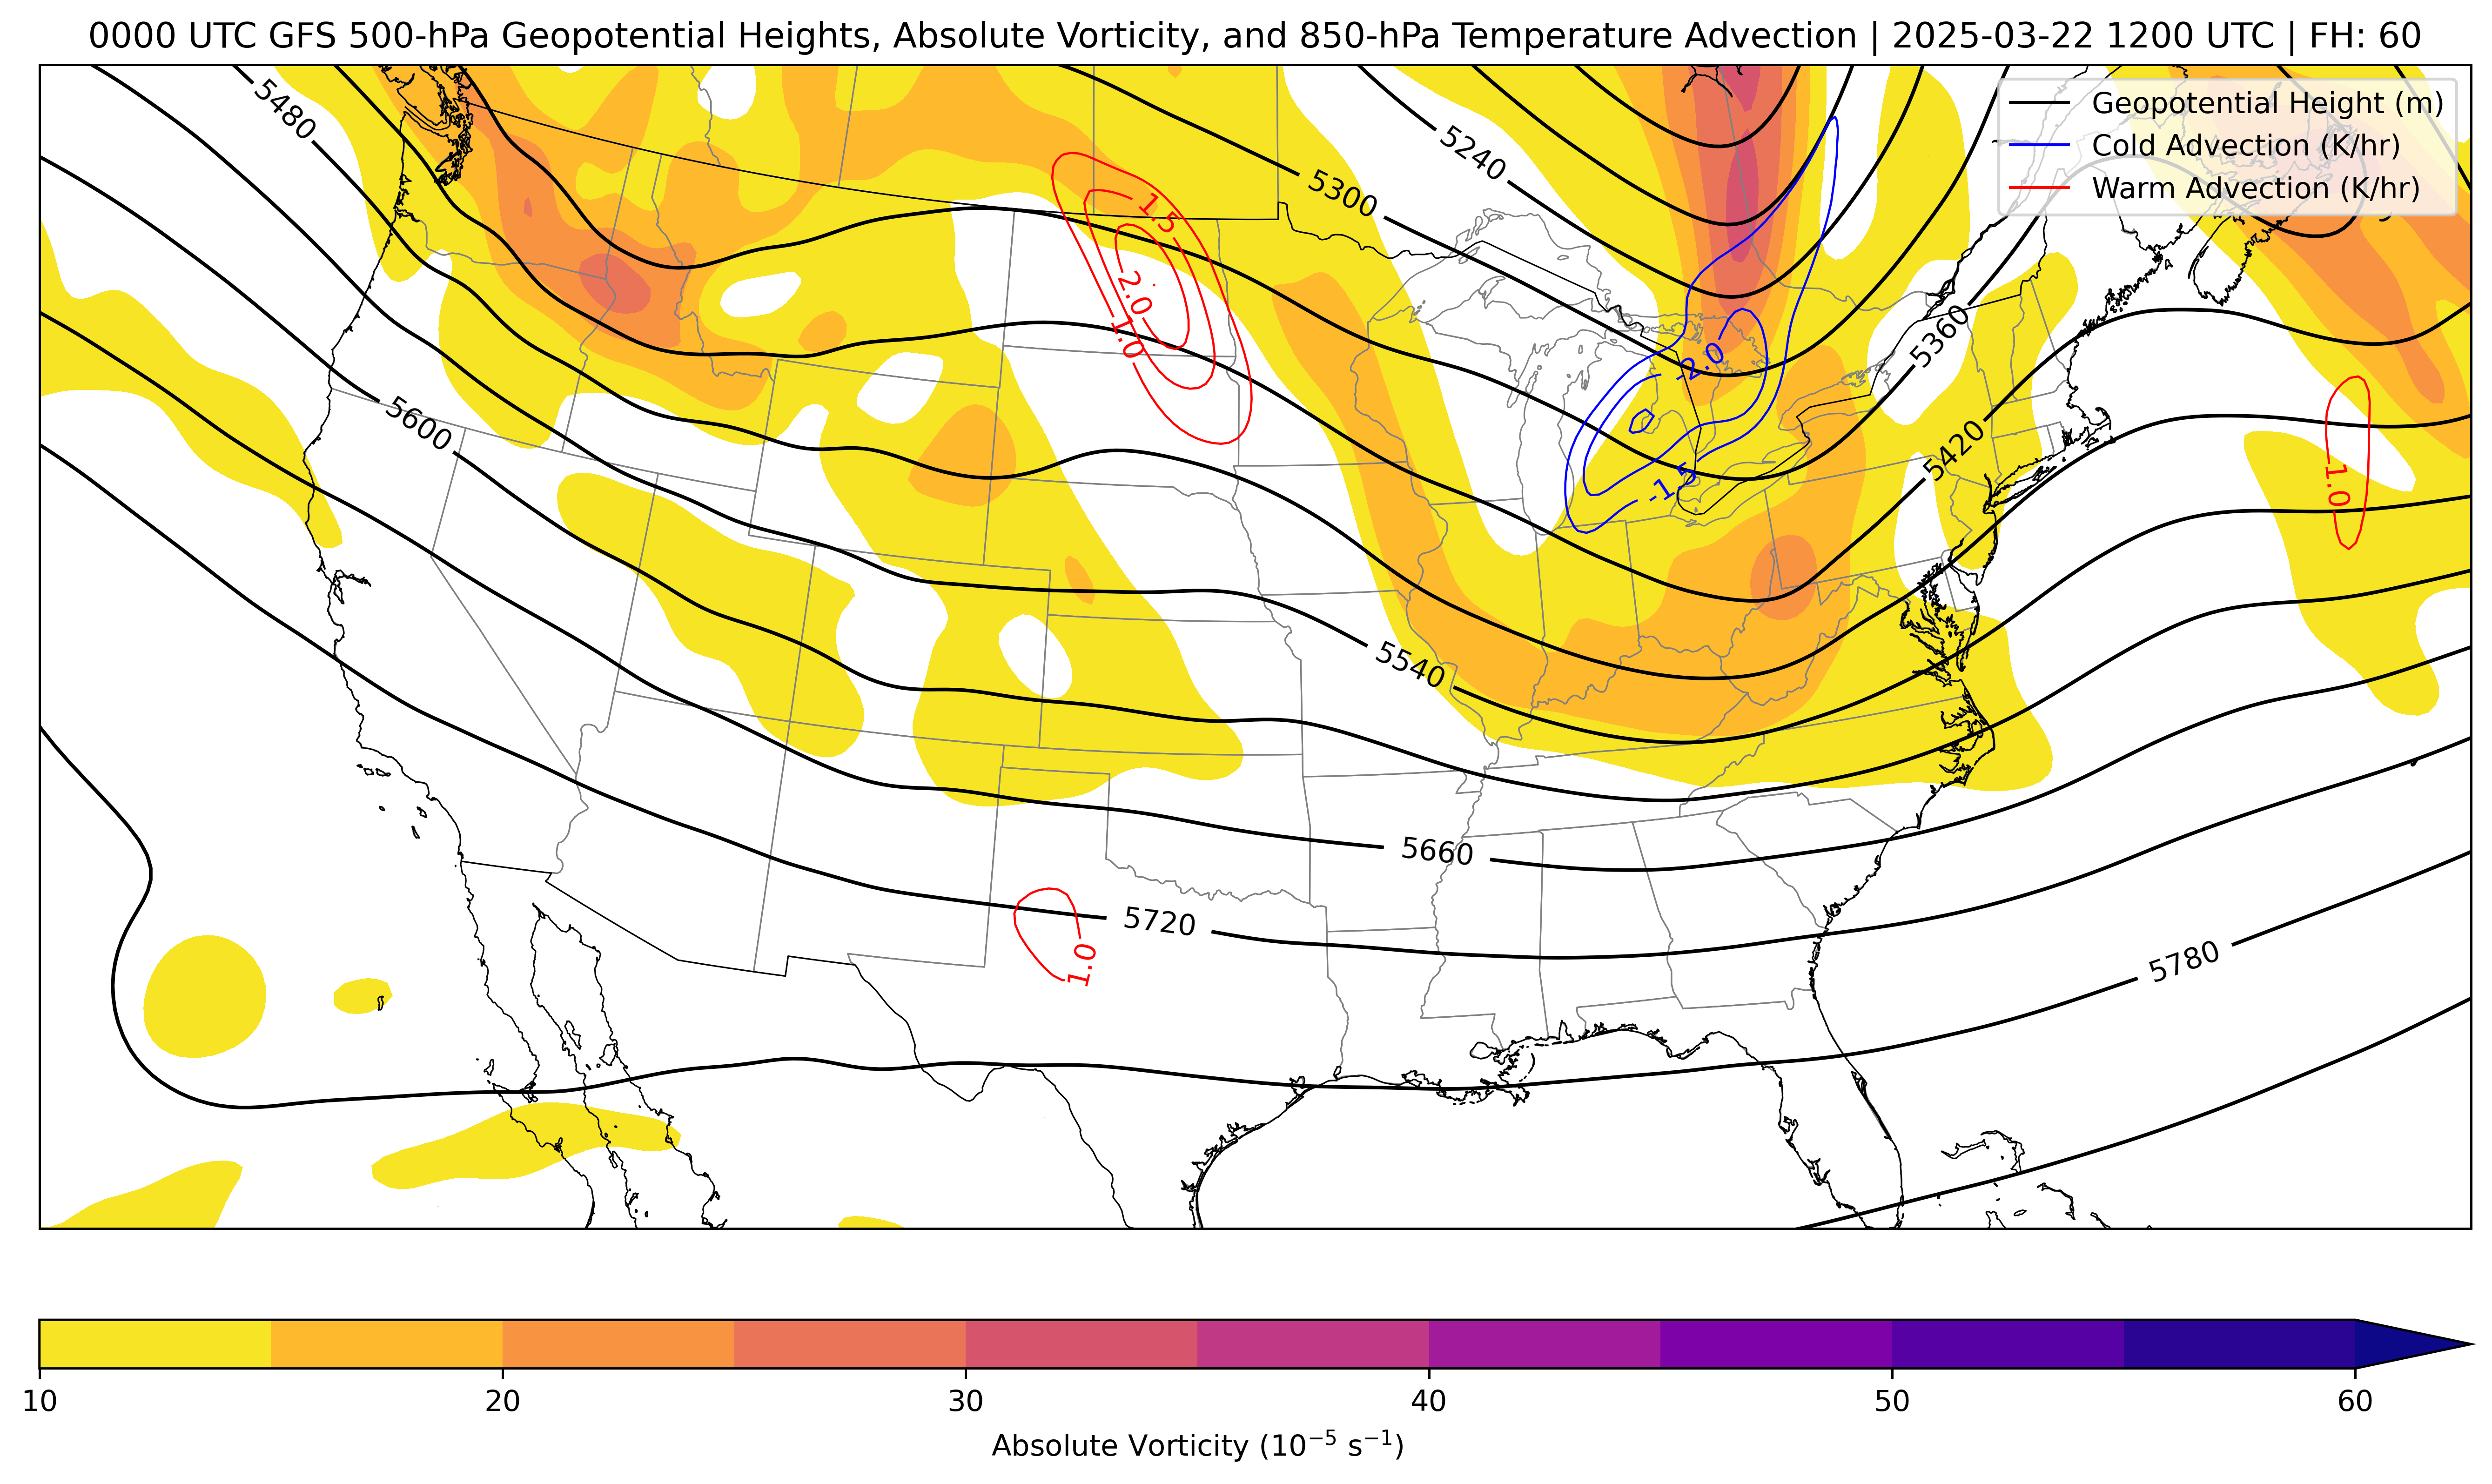 0000 UTC GFS 500-hPa Geopotential Heights, Absolute Vorticity, and 850-hPa Temperature Advection | 2025-03-22 1200 UTC | FH: 60
Geopotential Height (m)
Cold Advection (K/hr)
Warm Advection (K/hr)
5480
5240
5300
1.5
2.0
1.0
5360
-2.0
5600
5420
-1.5
1.0
5540
5660
5720
1.0
5780
10 20 30 40 50 60
Absolute Vorticity (10⁻⁵ s⁻¹)